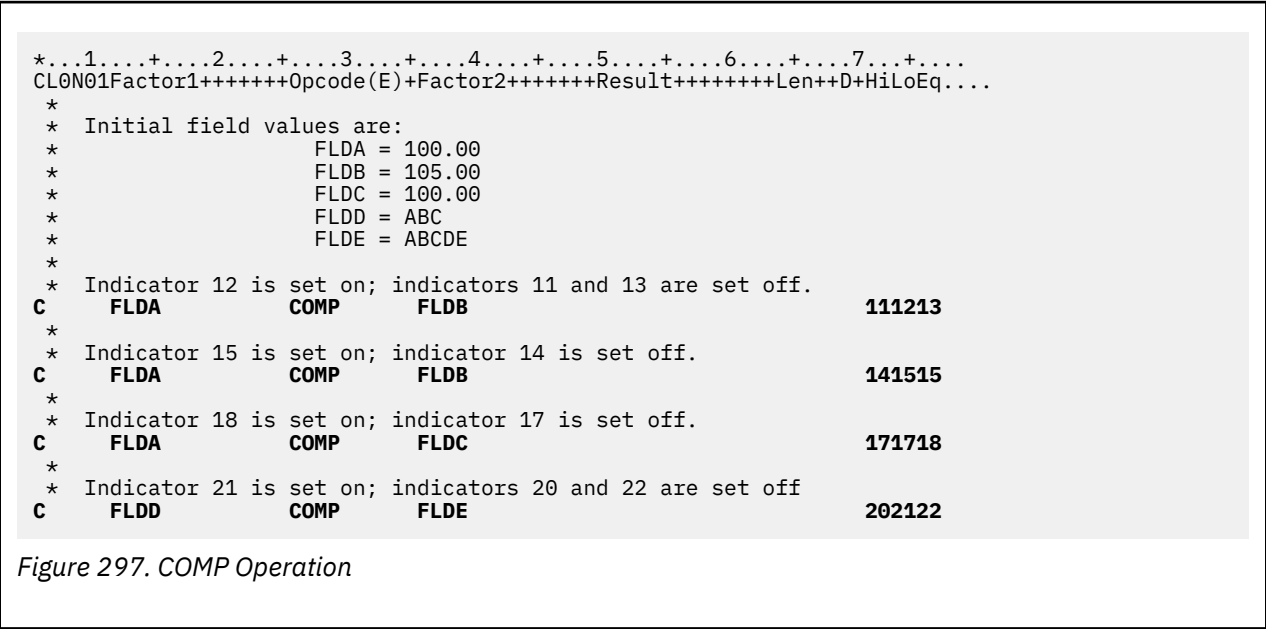 *...1....+....2....+....3....+....4....+....5....+....6....+....7...+....
CL0N01Factor1+++++++Opcode(E)+Factor2+++++++Result++++++++Len++D+HiLoEq....
*
* Initial field values are:
* FLDA = 100.00
* FLDB = 105.00
* FLDC = 100.00
* FLDD = ABC
* FLDE = ABCDE
*
* Indicator 12 is set on; indicators 11 and 13 are set off.
C FLDA COMP FLDB 111213
*
* Indicator 15 is set on; indicator 14 is set off.
C FLDA COMP FLDB 141515
*
* Indicator 18 is set on; indicator 17 is set off.
C FLDA COMP FLDC 171718
*
* Indicator 21 is set on; indicators 20 and 22 are set off
C FLDD COMP FLDE 202122
Figure 297. COMP Operation